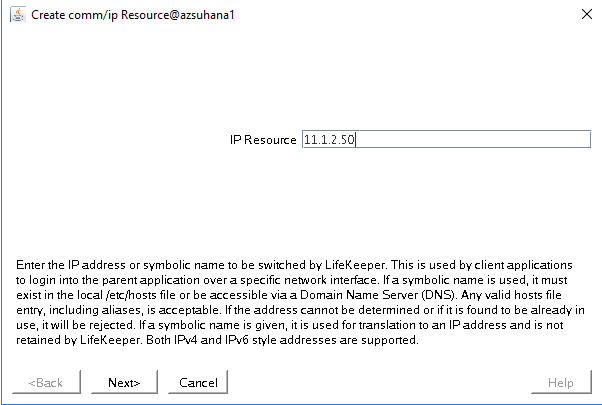 Create comm/ip Resource@azsuhana1
IP Resource 11.1.2.50
Enter the IP address or symbolic name to be switched by LifeKeeper. This is used by client applications
to login into the parent application over a specific network interface. If a symbolic name is used, it must
exist in the local /etc/hosts file or be accessible via a Domain Name Server (DNS). Any valid hosts file
entry, including aliases, is acceptable. If the address cannot be determined or if it is found to be already in
use, it will be rejected. If a symbolic name is given, it is used for translation to an IP address and is not
retained by LifeKeeper. Both IPv4 and IPv6 style addresses are supported.
<Back Next> Cancel Help